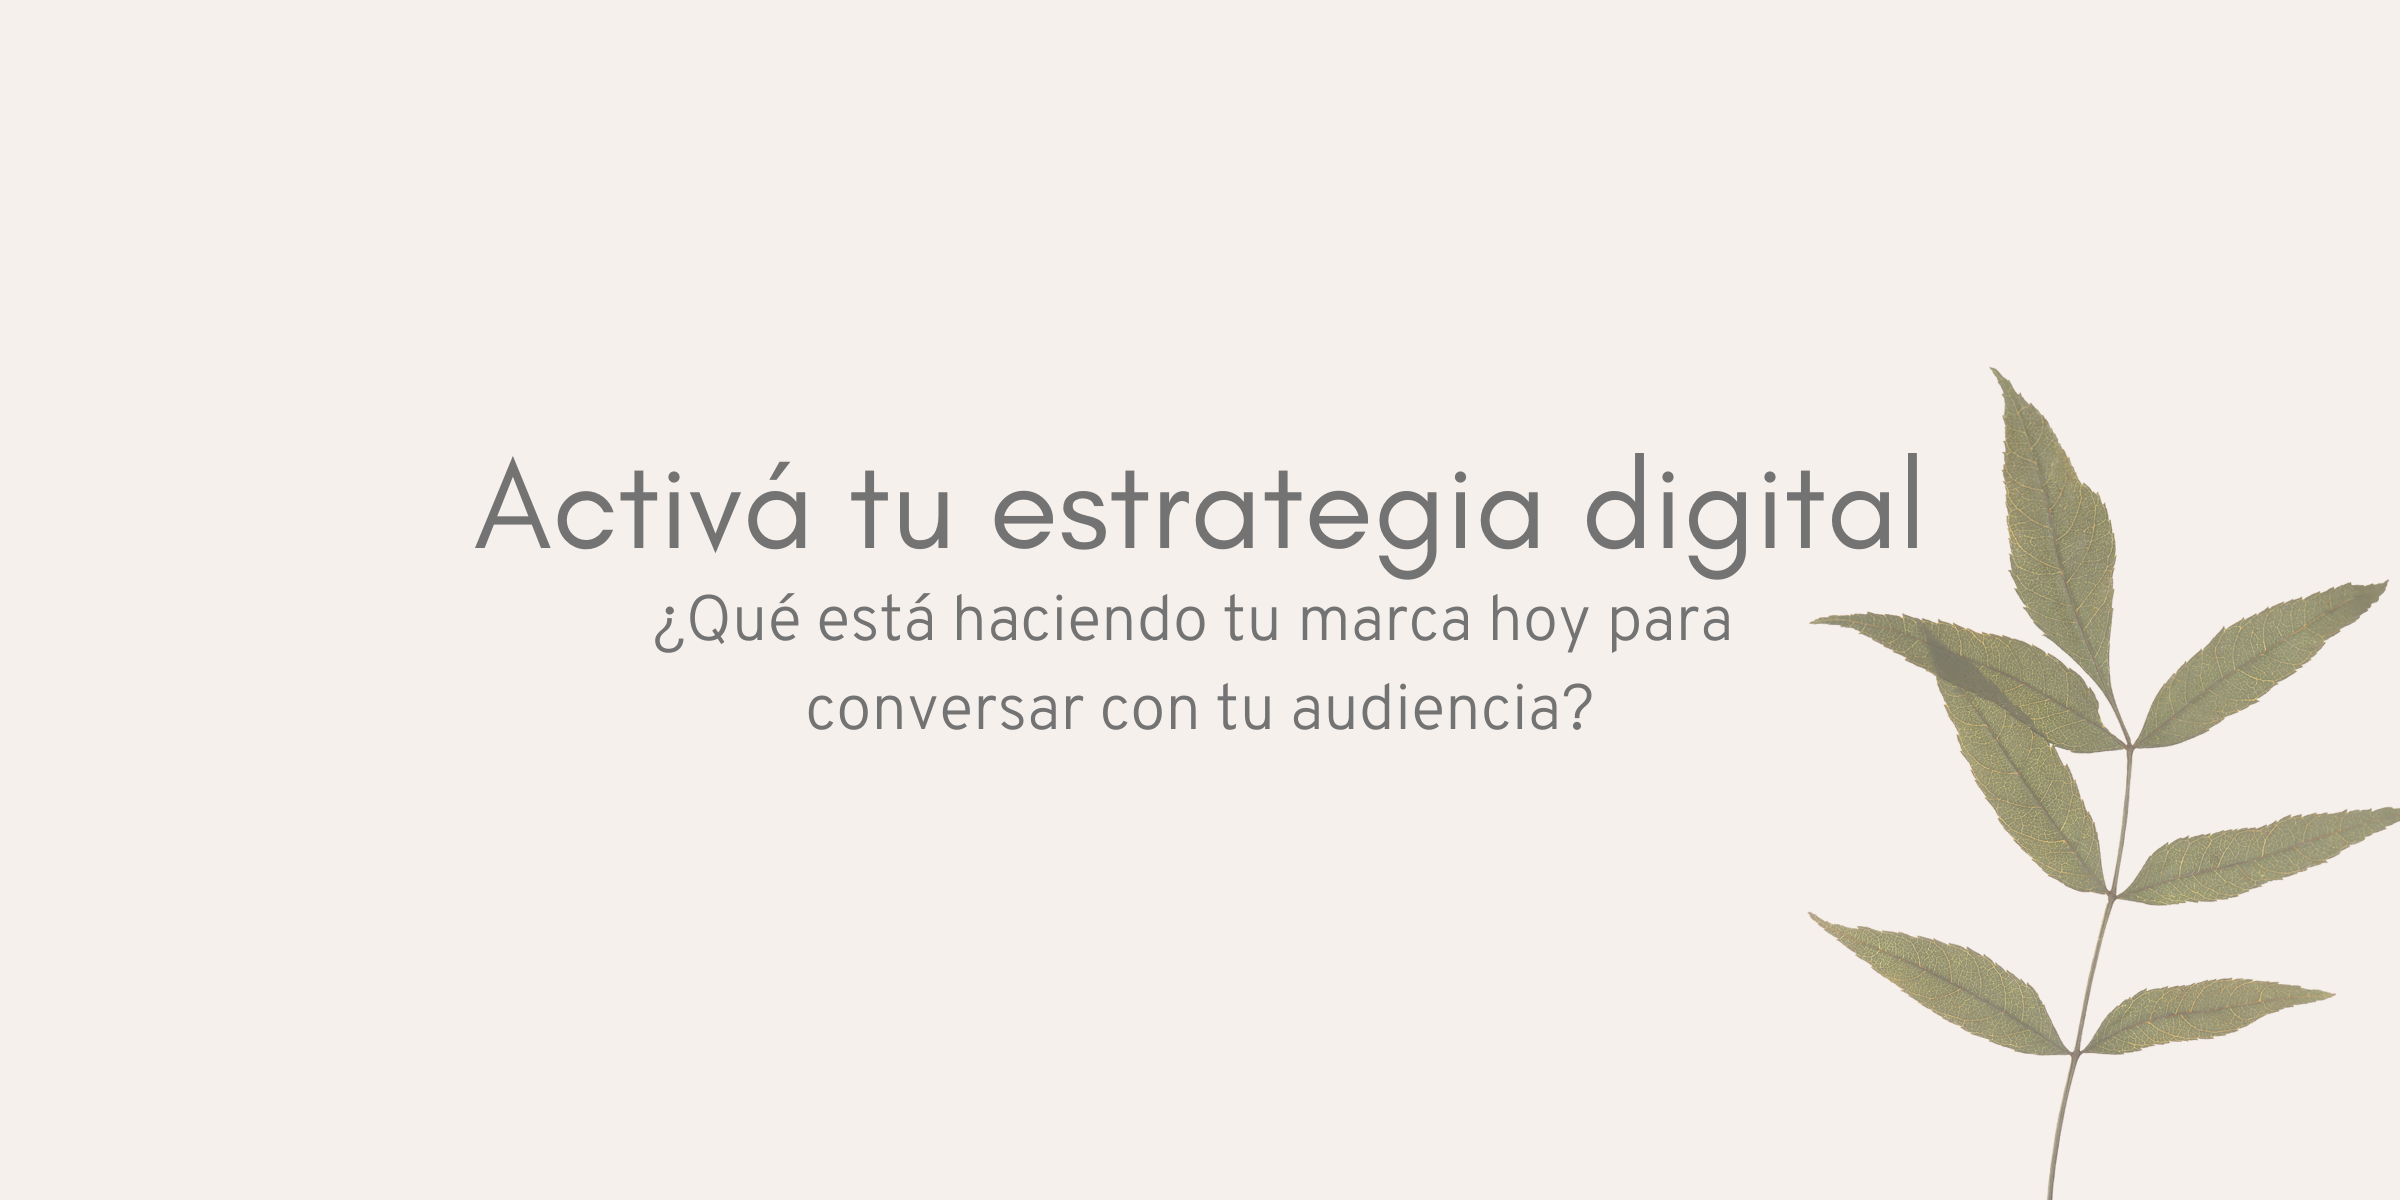 Activá tu estrategia digital
¿Qué está haciendo tu marca hoy para
conversar con tu audiencia?